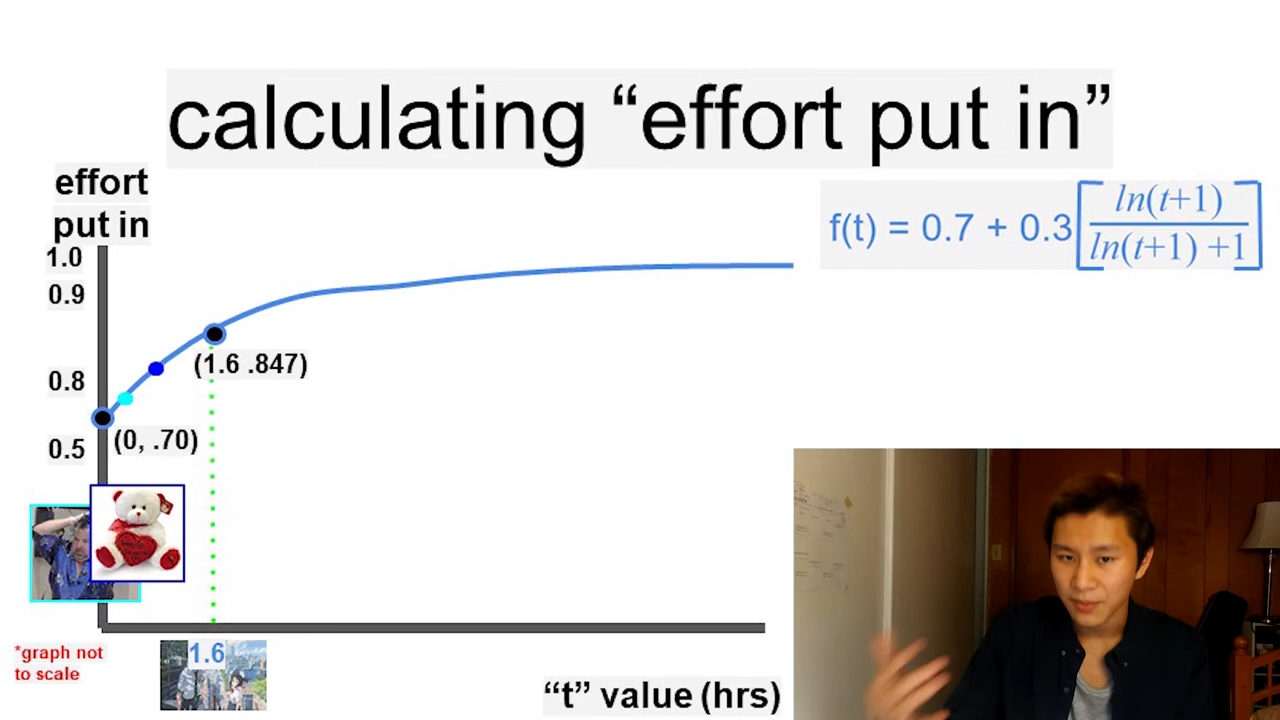 calculating “effort put in”
effort
put in
1.0
0.9
0.8
0.5
f(t) = 0.7 + 0.3[ln(t+1)/ln(t+1) +1]
(1.6 .847)
(0, .70)
*graph not
to scale
1.6
“t” value (hrs)